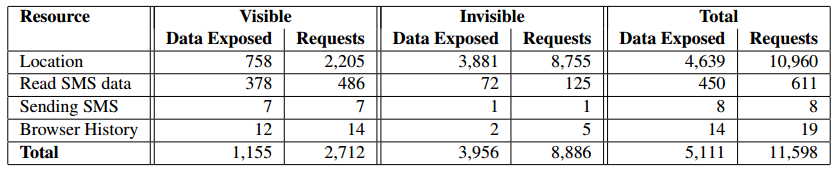 Resource Visible Invisible Total
Data Exposed Requests Data Exposed Requests Data Exposed Requests
Location 758 2,205 3,881 8,755 4,639 10,960
Read SMS data 378 486 72 125 450 611
Sending SMS 7 7 1 1 8 8
Browser History 12 14 2 5 14 19
Total 1,155 2,712 3,956 8,886 5,111 11,598